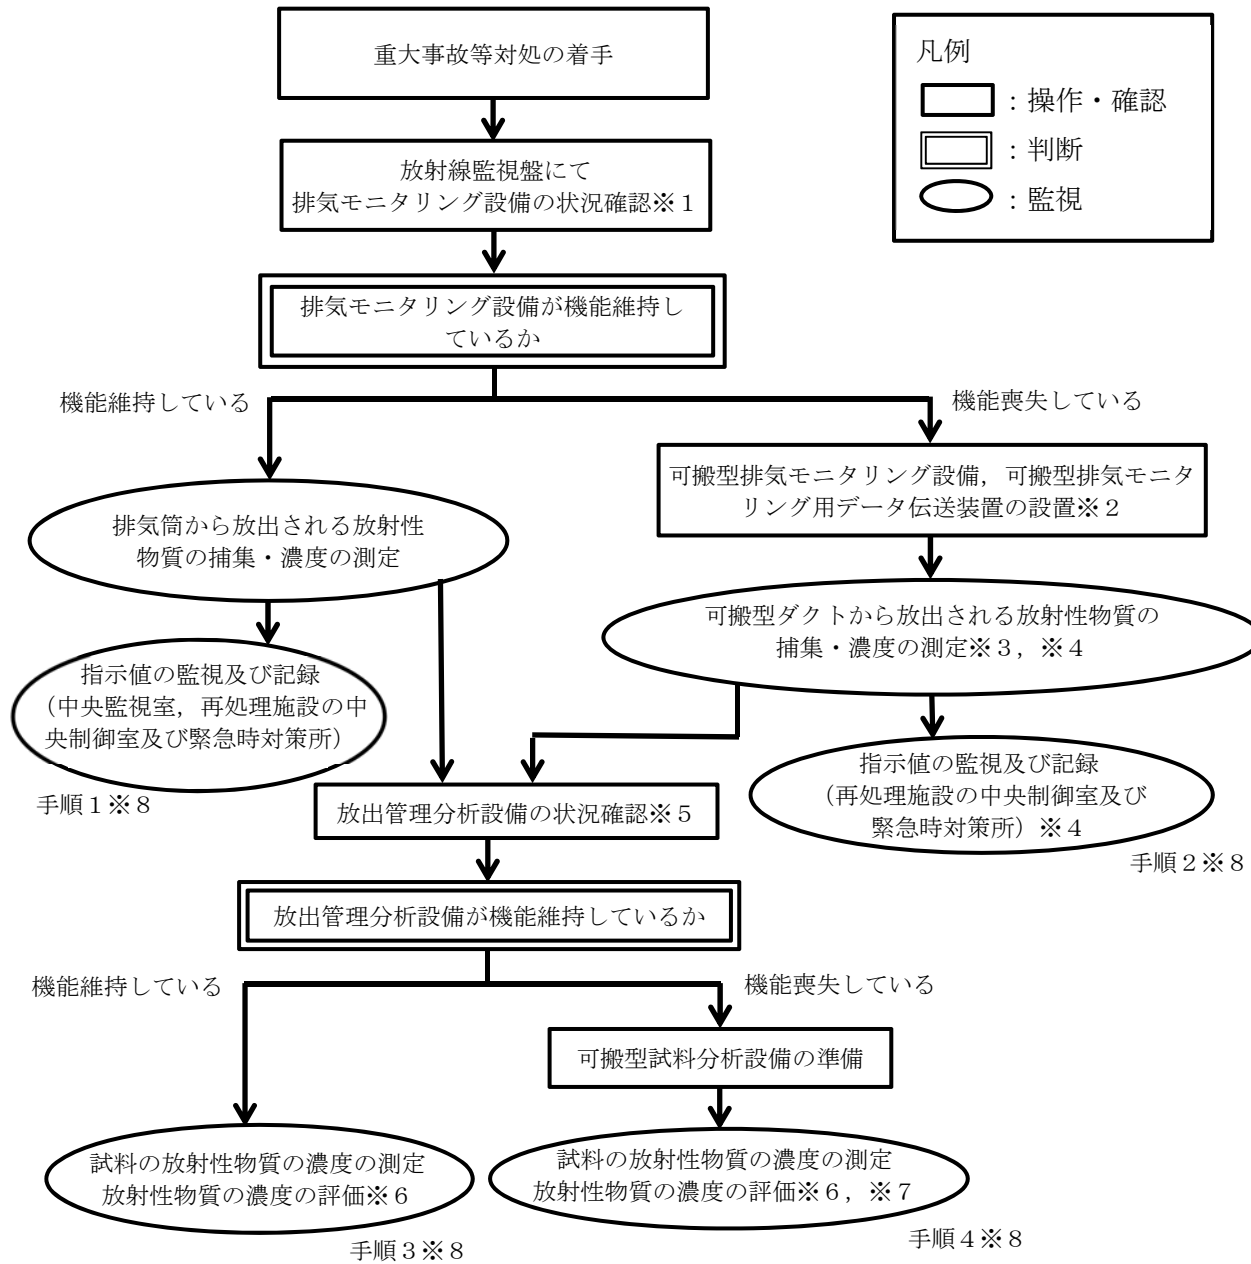 重大事故等対処の着手
凡例
：操作・確認
：判断
：監視
放射線監視盤にて
排気モニタリング設備の状況確認※１
排気モニタリング設備が機能維持し
ているか
機能維持している
機能喪失している
可搬型排気モニタリング設備，可搬型排気モニタ
リング用データ伝送装置の設置※２
排気筒から放出される放射性
物質の捕集・濃度の測定
可搬型ダクトから放出される放射性物質の
捕集・濃度の測定※３，※４
指示値の監視及び記録
（中央監視室，再処理施設の中
央制御室及び緊急時対策所）
手順１※８
指示値の監視及び記録
（再処理施設の中央制御室及び
緊急時対策所）※４
手順２※８
放出管理分析設備の状況確認※５
放出管理分析設備が機能維持しているか
機能維持している
機能喪失している
可搬型試料分析設備の準備
試料の放射性物質の濃度の測定
放射性物質の濃度の評価※６
手順３※８
試料の放射性物質の濃度の測定
放射性物質の濃度の評価※６，※７
手順４※８